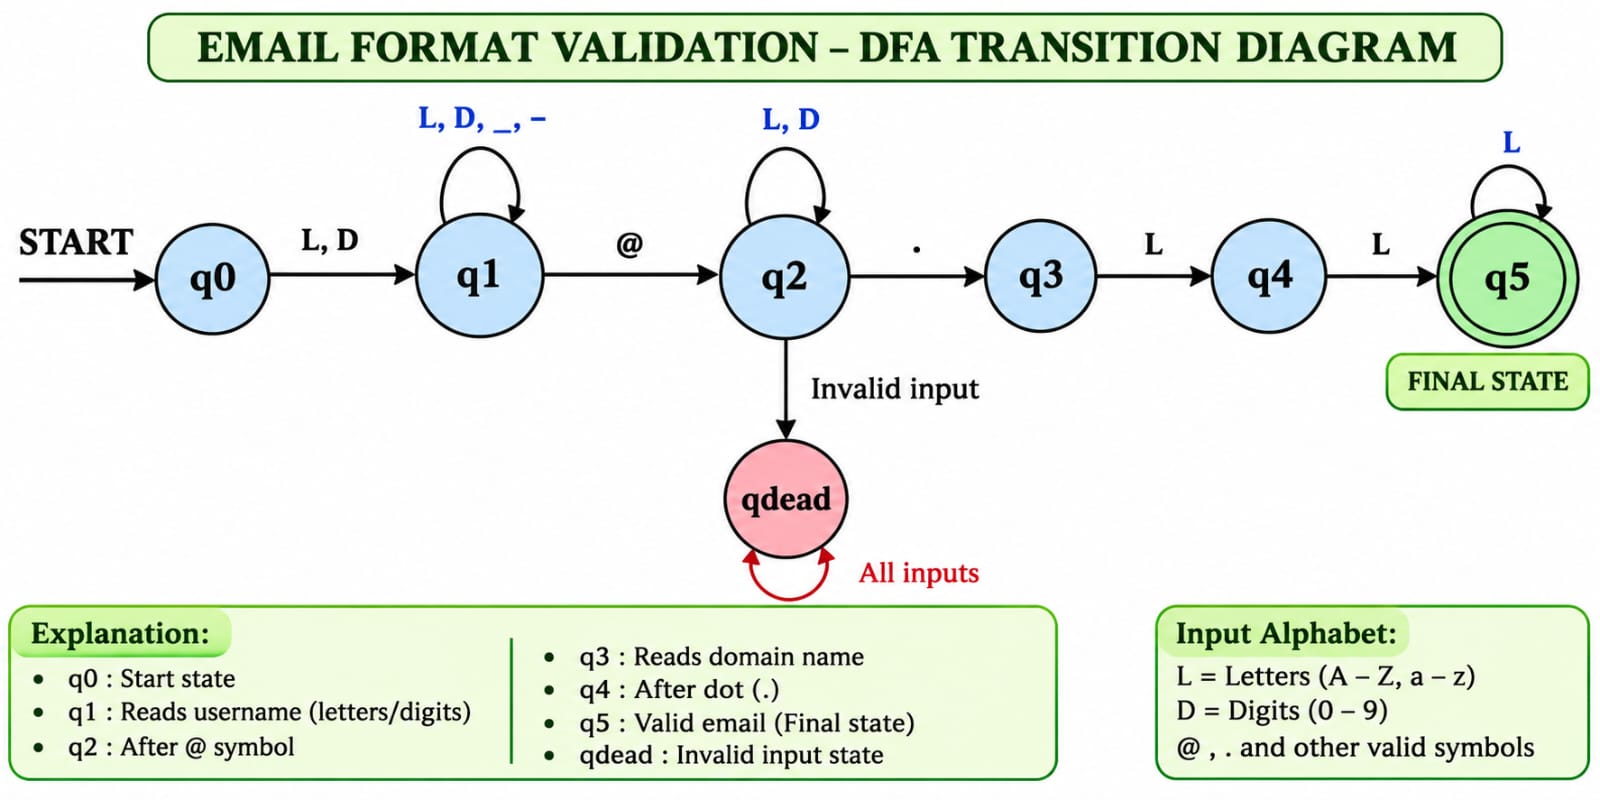 EMAIL FORMAT VALIDATION – DFA TRANSITION DIAGRAM
L, D, _, –
L, D
L
START
L, D
@
.
L
L
q0
q1
q2
q3
q4
q5
Invalid input
FINAL STATE
qdead
All inputs
Explanation:
• q0 : Start state
• q1 : Reads username (letters/digits)
• q2 : After @ symbol
• q3 : Reads domain name
• q4 : After dot (.)
• q5 : Valid email (Final state)
• qdead : Invalid input state
Input Alphabet:
L = Letters (A – Z, a – z)
D = Digits (0 – 9)
@ , . and other valid symbols